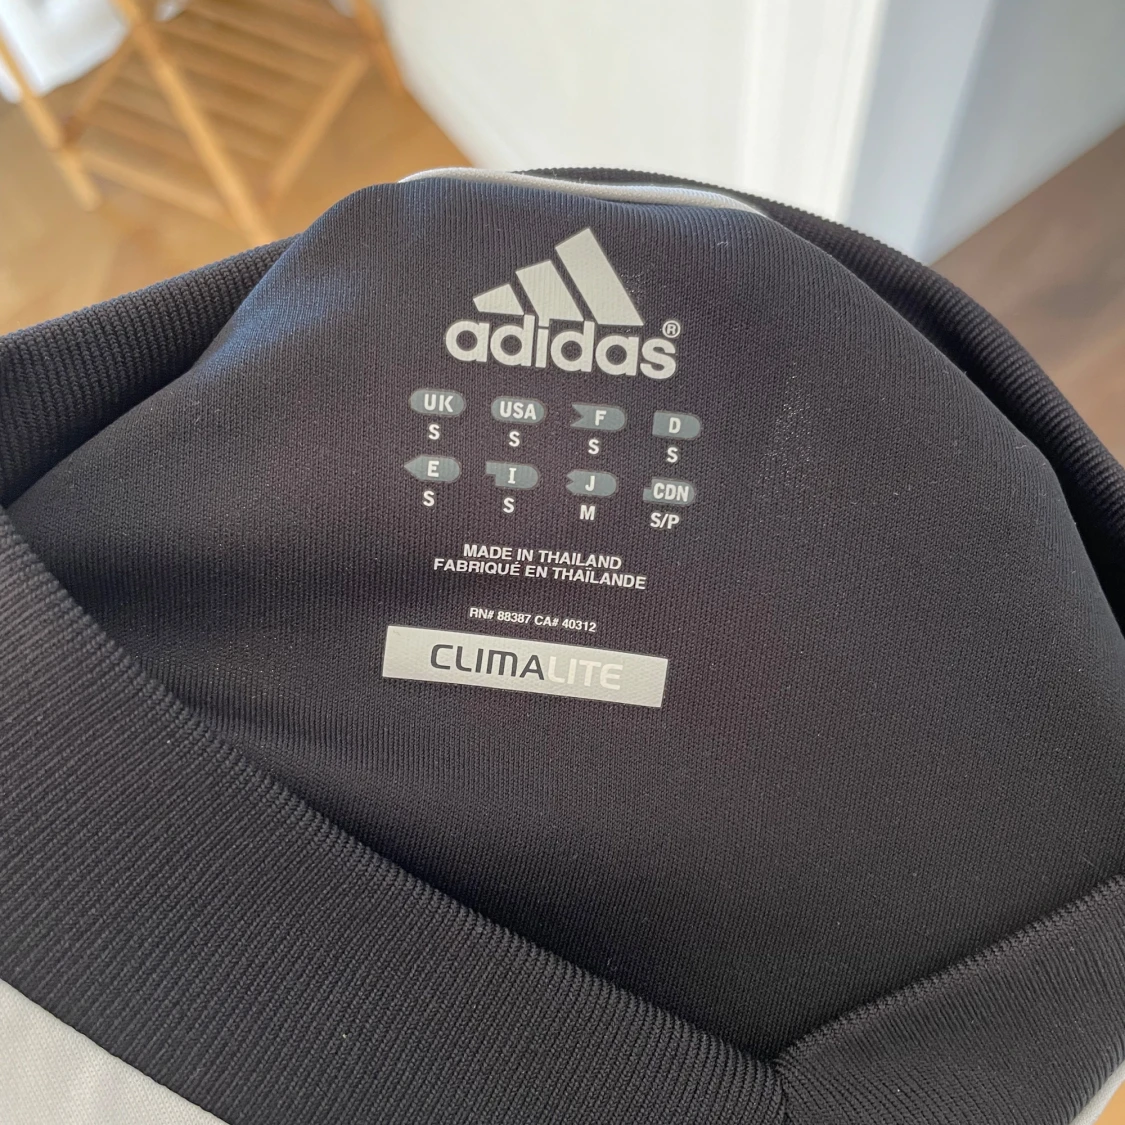 adidas®
UK USA F D
S S S S
E I J CDN
S S M S/P
MADE IN THAILAND
FABRIQUÉ EN THAÏLANDE
RN# 88387 CA# 40312
CLIMALITE